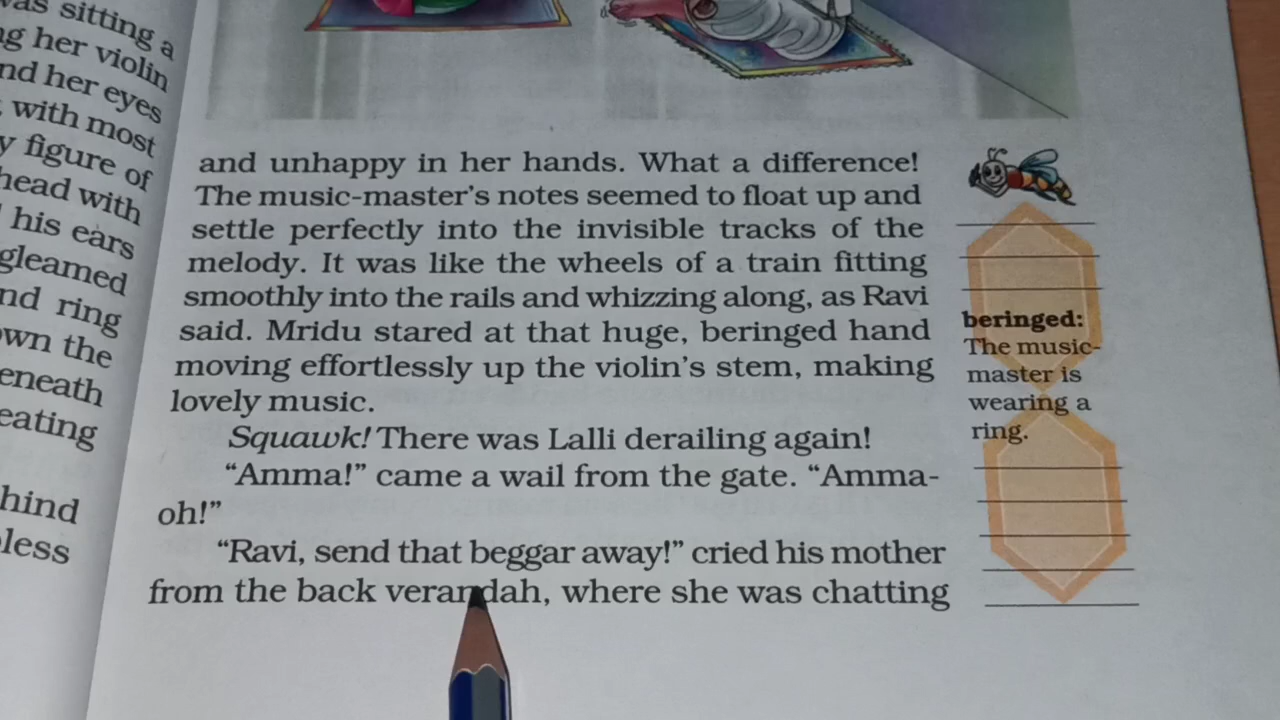 was sitting a
her violin
nd her eyes
with most
figure of
head with
his ears
gleamed
nd ring
own the
eneath
eating
hind
less
and unhappy in her hands. What a difference!
The music-master's notes seemed to float up and
settle perfectly into the invisible tracks of the
melody. It was like the wheels of a train fitting
smoothly into the rails and whizzing along, as Ravi
said. Mridu stared at that huge, beringed hand
moving effortlessly up the violin's stem, making
lovely music.
Squawk! There was Lalli derailing again!
“Amma!” came a wail from the gate. “Amma-
oh!”
“Ravi, send that beggar away!” cried his mother
from the back verandah, where she was chatting
beringed:
The music-
master is
wearing a
ring.